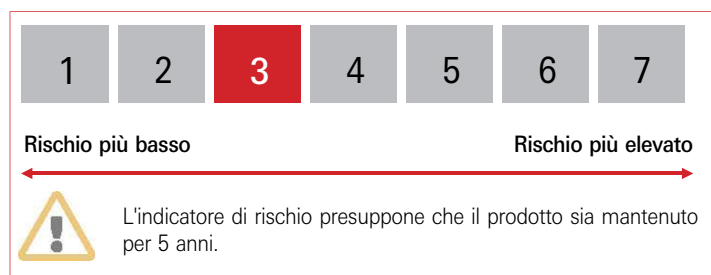 1 2 3 4 5 6 7
Rischio più basso Rischio più elevato
L'indicatore di rischio presuppone che il prodotto sia mantenuto
per 5 anni.